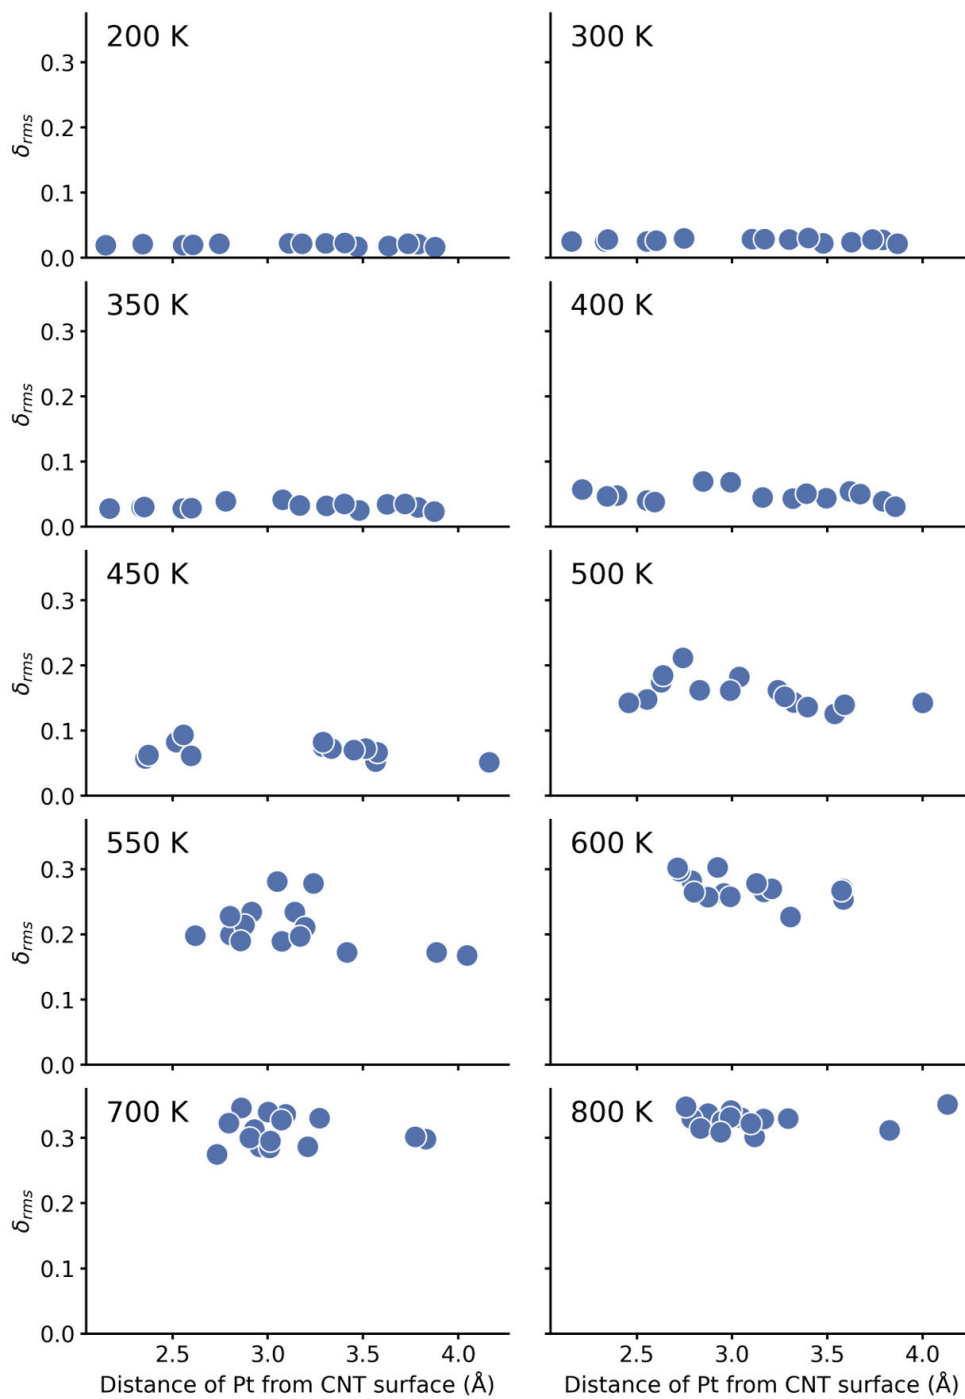 200 K
300 K
0.3
0.2
0.1
0.0
δrms
350 K
400 K
0.3
0.2
0.1
0.0
δrms
450 K
500 K
0.3
0.2
0.1
0.0
δrms
550 K
600 K
0.3
0.2
0.1
0.0
δrms
700 K
800 K
0.3
0.2
0.1
0.0
δrms
2.5 3.0 3.5 4.0
2.5 3.0 3.5 4.0
Distance of Pt from CNT surface (Å)
Distance of Pt from CNT surface (Å)